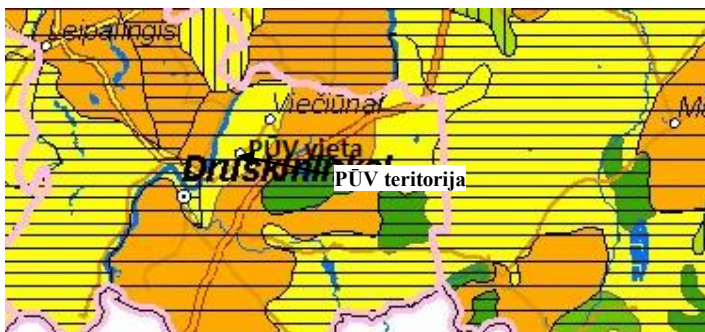 Leipalingis
Viečiūnai
M
PŪV vieta
Druskininkai
PŪV teritorija